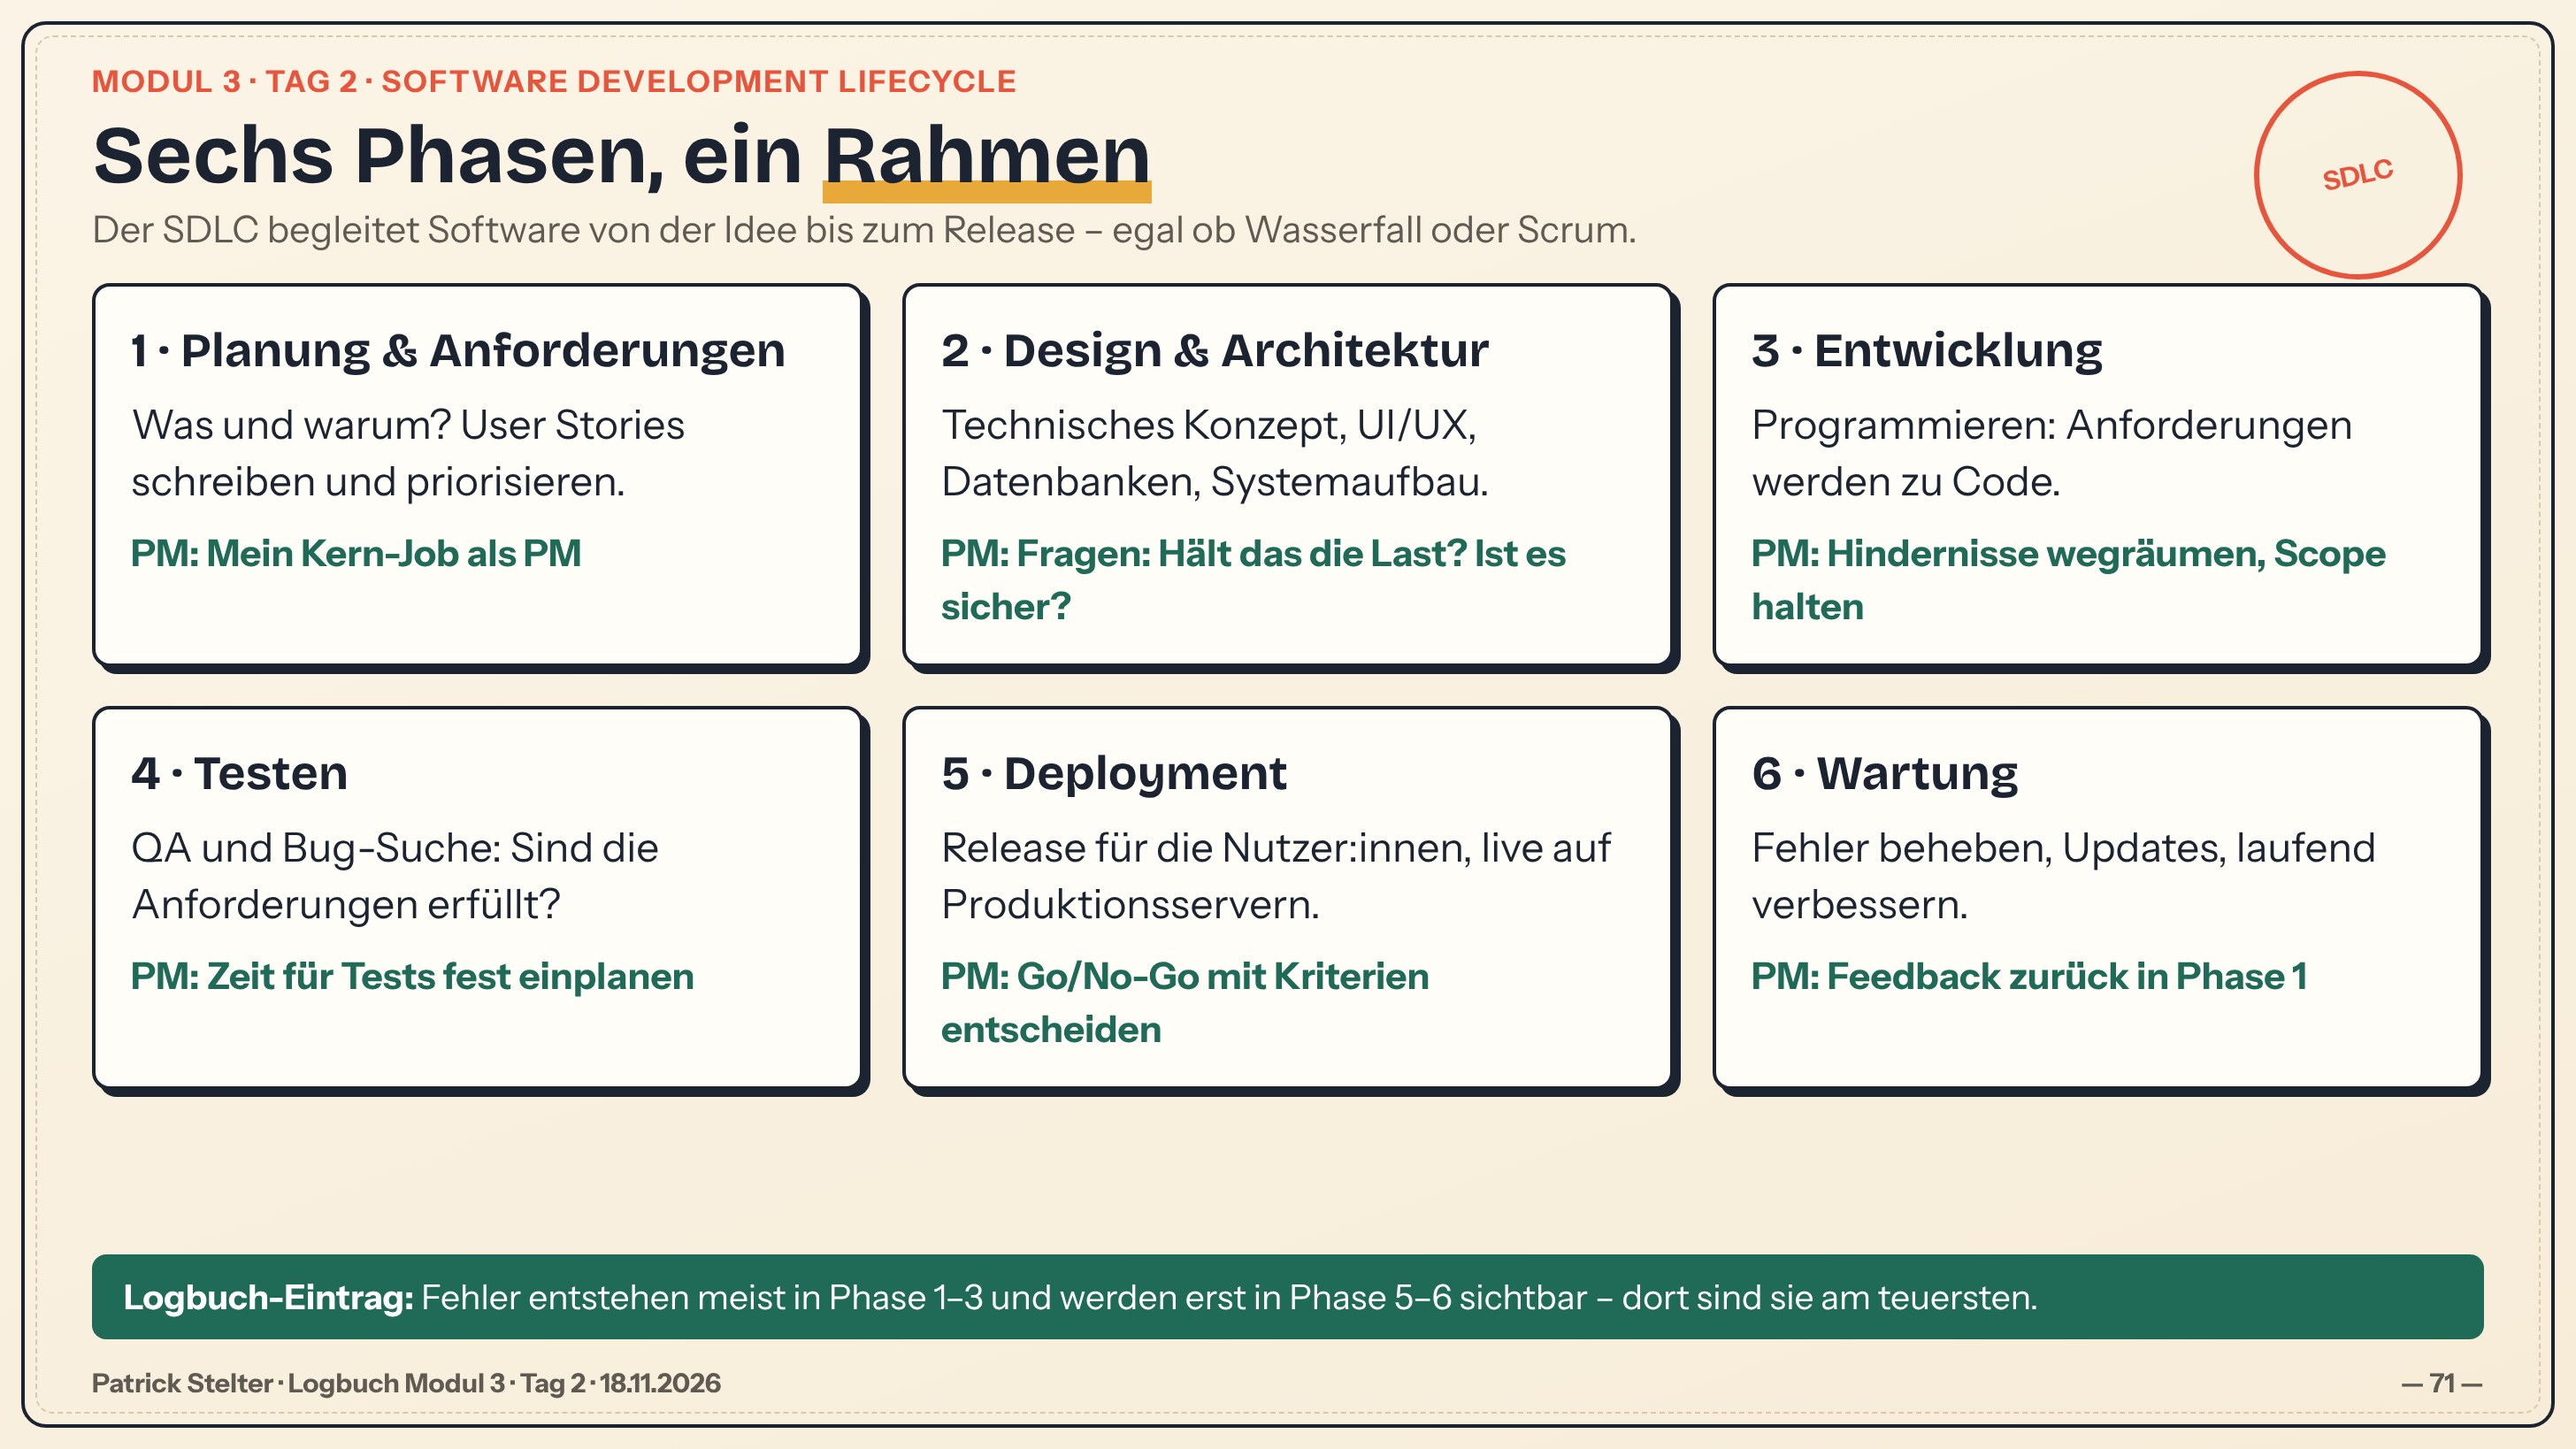 MODUL 3 · TAG 2 · SOFTWARE DEVELOPMENT LIFECYCLE
Sechs Phasen, ein Rahmen
Der SDLC begleitet Software von der Idee bis zum Release – egal ob Wasserfall oder Scrum.
SDLC
1 · Planung & Anforderungen
Was und warum? User Stories
schreiben und priorisieren.
PM: Mein Kern-Job als PM
2 · Design & Architektur
Technisches Konzept, UI/UX,
Datenbanken, Systemaufbau.
PM: Fragen: Hält das die Last? Ist es
sicher?
3 · Entwicklung
Programmieren: Anforderungen
werden zu Code.
PM: Hindernisse wegräumen, Scope
halten
4 · Testen
QA und Bug-Suche: Sind die
Anforderungen erfüllt?
PM: Zeit für Tests fest einplanen
5 · Deployment
Release für die Nutzer:innen, live auf
Produktionsservern.
PM: Go/No-Go mit Kriterien
entscheiden
6 · Wartung
Fehler beheben, Updates, laufend
verbessern.
PM: Feedback zurück in Phase 1
Logbuch-Eintrag: Fehler entstehen meist in Phase 1–3 und werden erst in Phase 5–6 sichtbar – dort sind sie am teuersten.
Patrick Stelter · Logbuch Modul 3 · Tag 2 · 18.11.2026
— 71 —